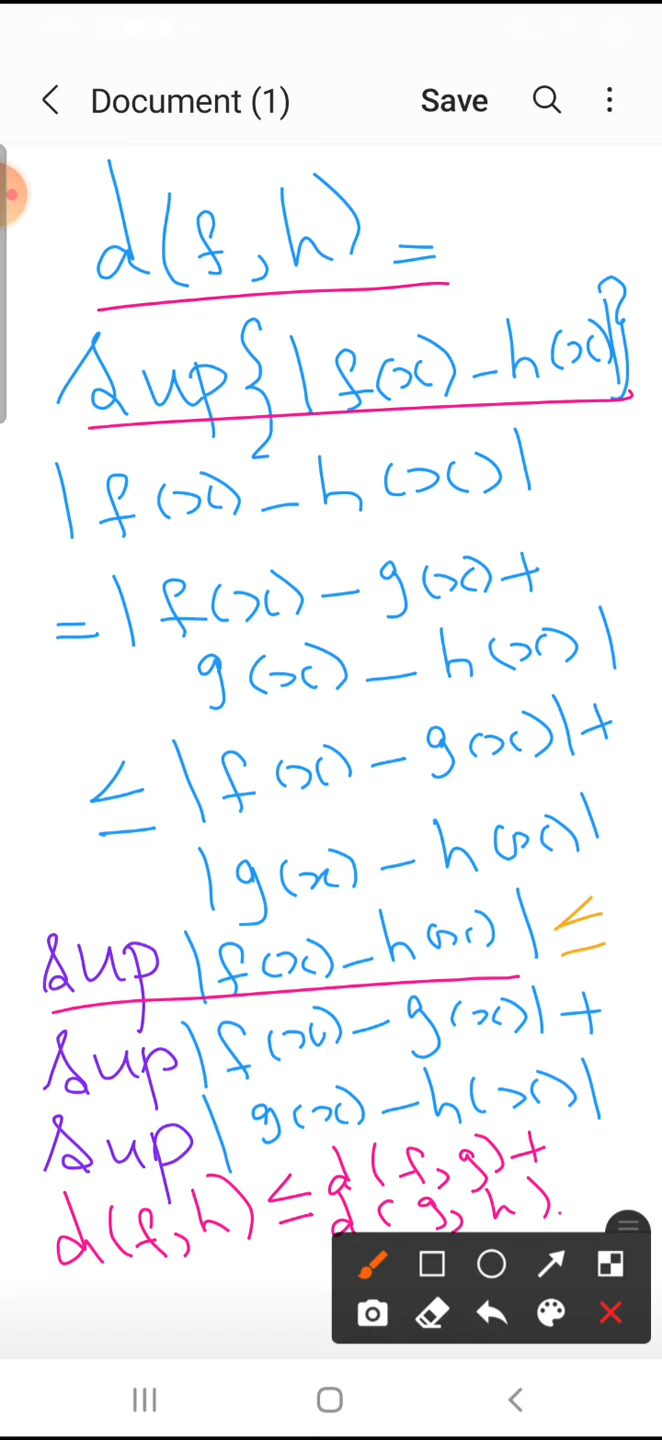 Document (1) Save
d(f,h) =
Sup{|f(x)-h(x)|}
|f(x)-h(x)|
=|f(x)-g(x)+
g(x)-h(x)|
≤|f(x)-g(x)|+
|g(x)-h(x)|
Sup|f(x)-h(x)|≤
Sup|f(x)-g(x)|+
Sup|g(x)-h(x)|
d(f,h)≤d(f,g)+
d(g,h).